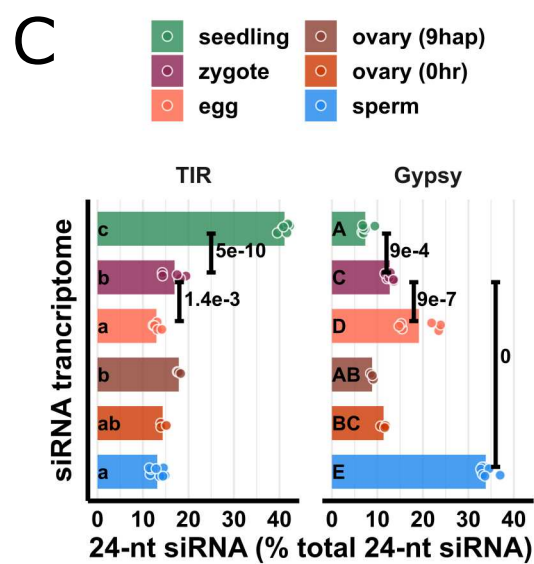 C
seedling ovary (9hap)
zygote ovary (0hr)
egg sperm
TIR Gypsy
siRNA trancriptome
c A
5e-10 9e-4
b C
1.4e-3 9e-7
a D
0
b AB
ab BC
a E
0 10 20 30 40 0 10 20 30 40
24-nt siRNA (% total 24-nt siRNA)